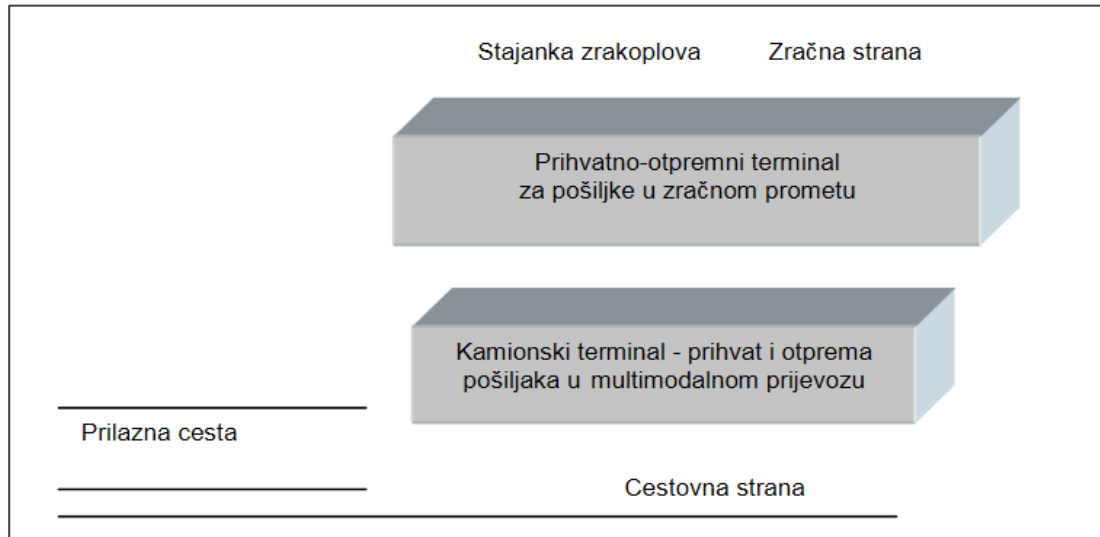 Stajanka zrakoplova Zračna strana
Prihvatno-otpremni terminal
za pošiljke u zračnom prometu
Kamionski terminal - prihvat i otprema
pošiljaka u multimodalnom prijevozu
Prilazna cesta
Cestovna strana